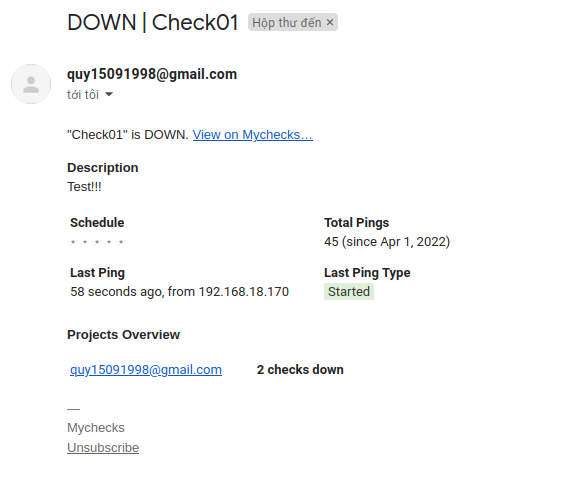 DOWN | Check01 Hộp thư đến ×
quy15091998@gmail.com
tới tôi
"Check01" is DOWN. View on Mychecks…
Description
Test!!!
Schedule Total Pings
* * * * * 45 (since Apr 1, 2022)
Last Ping Last Ping Type
58 seconds ago, from 192.168.18.170 Started
Projects Overview
quy15091998@gmail.com 2 checks down
—
Mychecks
Unsubscribe